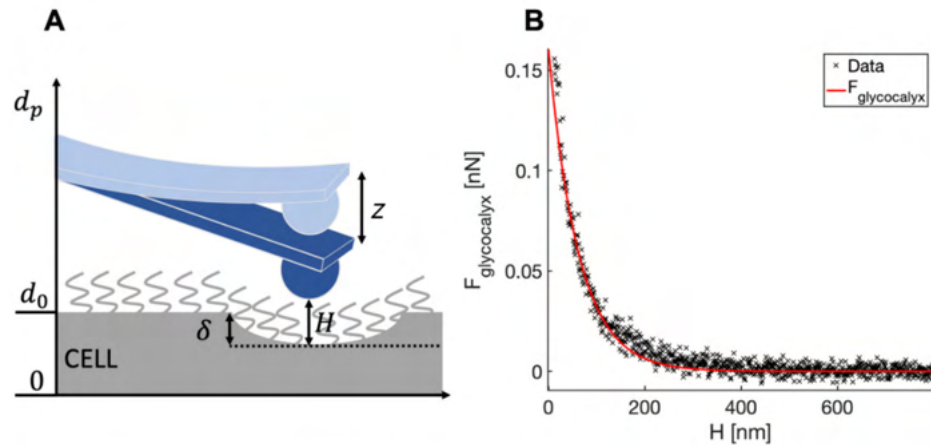 A
d_p
z
d_0
δ
H
CELL
0
B
F_glycocalyx [nN]
0.15
0.1
0.05
0
0
200
400
600
H [nm]
Data
F_glycocalyx